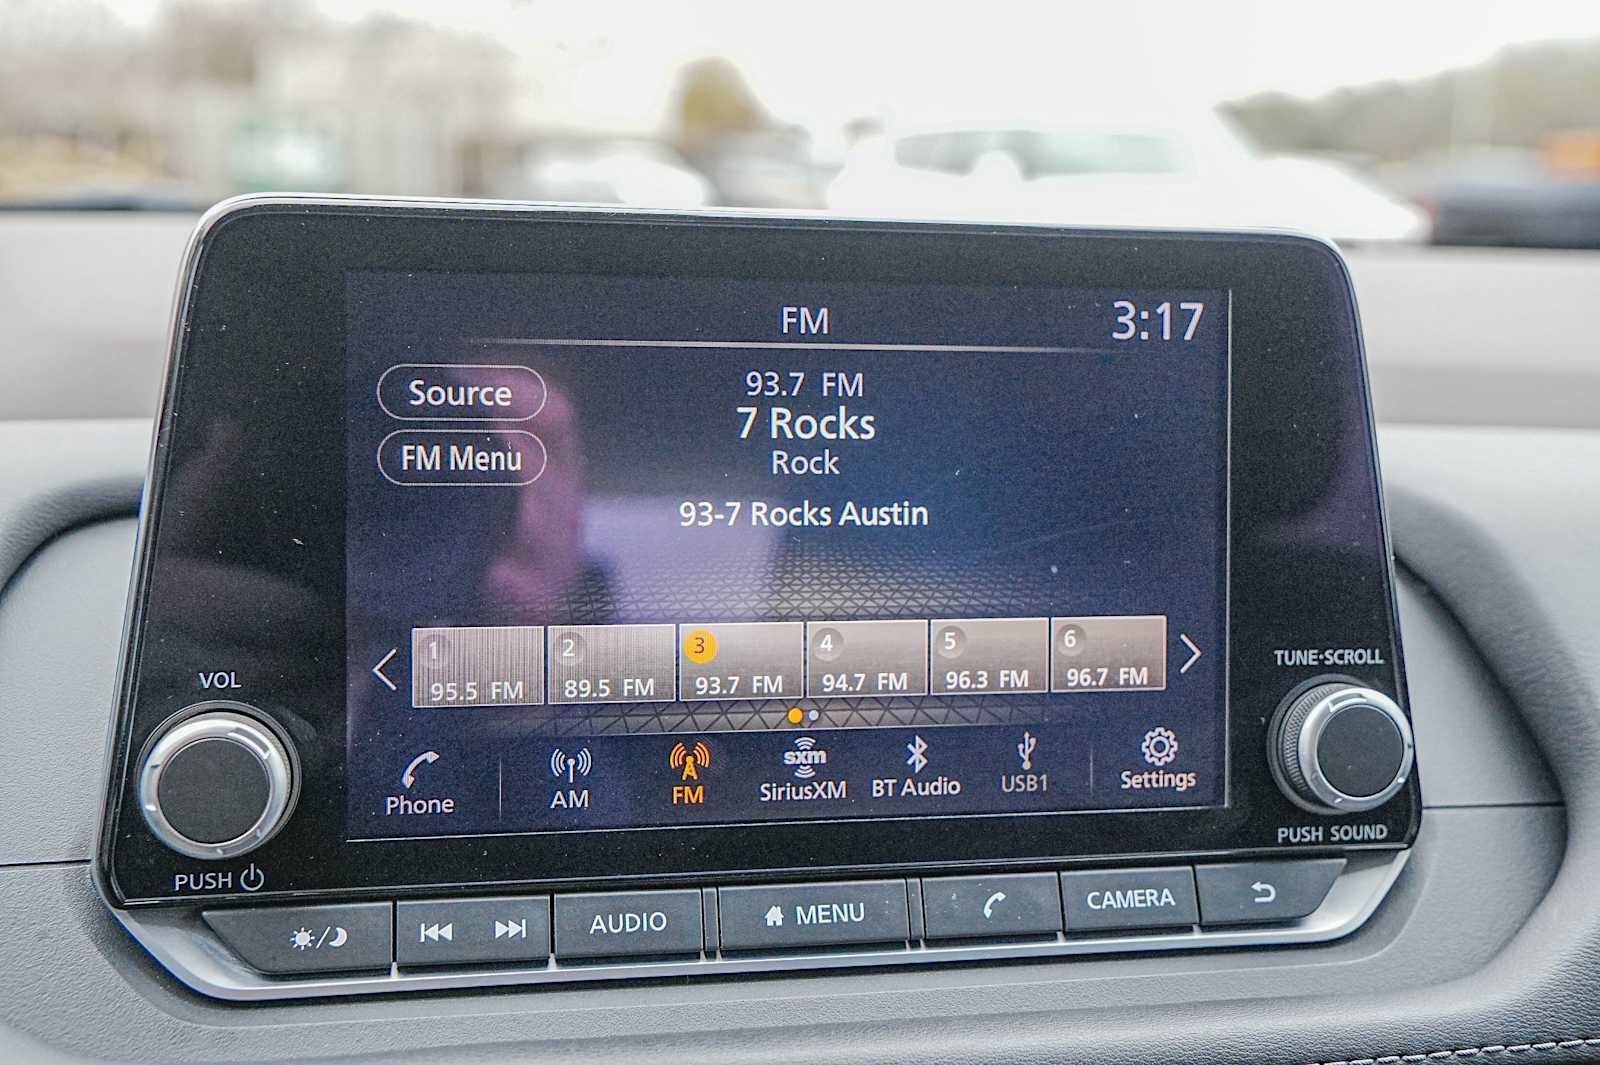 FM
3:17
Source
93.7 FM
7 Rocks
FM Menu
Rock
93-7 Rocks Austin
1 2 3 4 5 6
95.5 FM 89.5 FM 93.7 FM 94.7 FM 96.3 FM 96.7 FM
VOL
TUNE·SCROLL
sxm
Phone AM FM SiriusXM BT Audio USB1 Settings
PUSH
PUSH SOUND
AUDIO MENU CAMERA